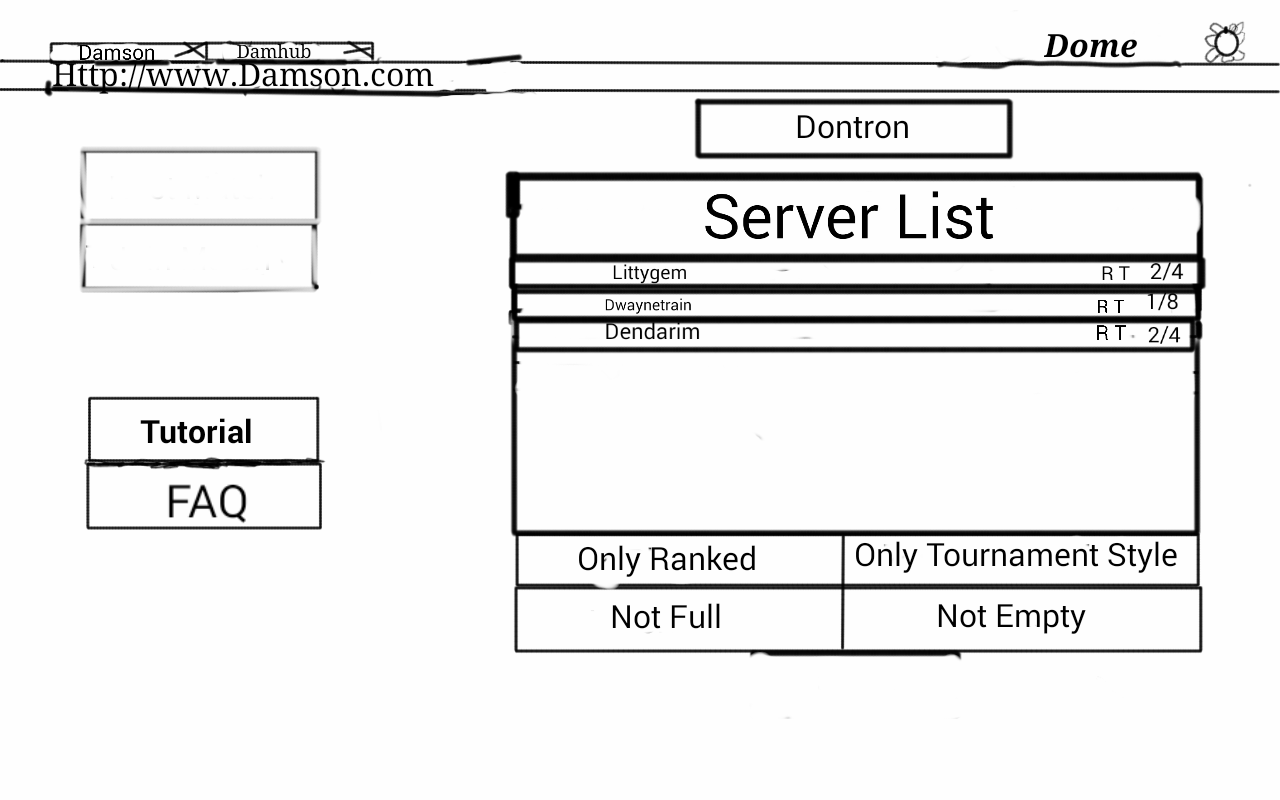 Damson Damhub
Dome
Http://www.Damson.com
Dontron
Server List
Littygem R T 2/4
Dwaynetrain R T 1/8
Dendarim R T 2/4
Tutorial
FAQ
Only Ranked Only Tournament Style
Not Full Not Empty